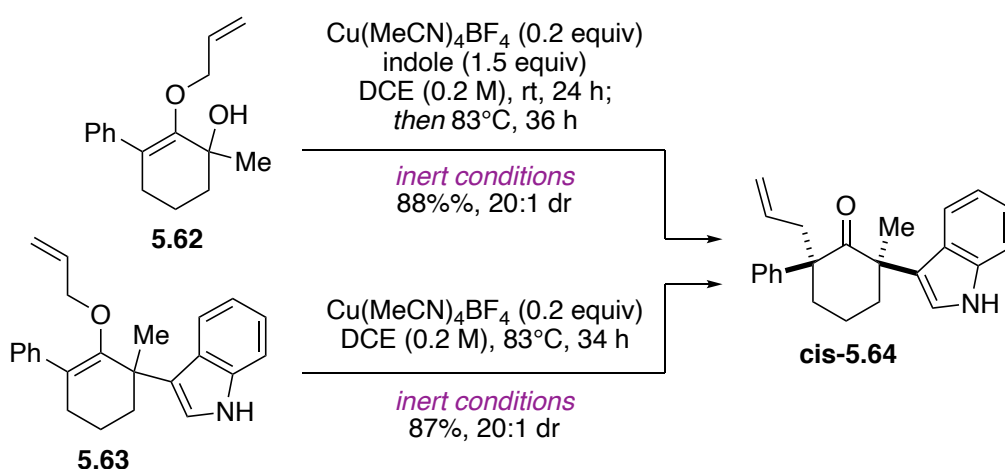 Cu(MeCN)4BF4 (0.2 equiv)
indole (1.5 equiv)
DCE (0.2 M), rt, 24 h;
then 83°C, 36 h
inert conditions
88%%, 20:1 dr
O
OH
Ph
Me
5.62
O
Me
Ph
NH
5.63
Cu(MeCN)4BF4 (0.2 equiv)
DCE (0.2 M), 83°C, 34 h
inert conditions
87%, 20:1 dr
O
Me
Ph
NH
cis-5.64